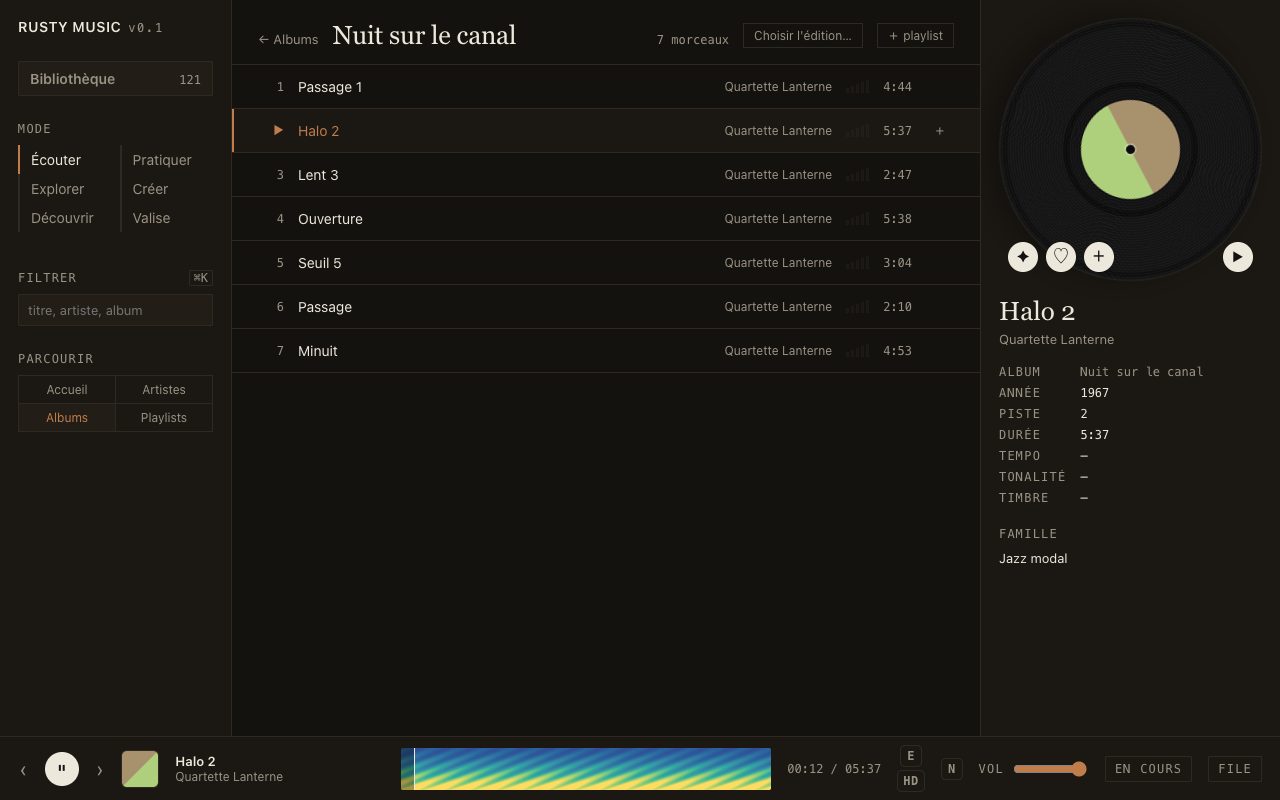 RUSTY MUSIC v0.1
Bibliothèque 121
MODE
Écouter Pratiquer
Explorer Créer
Découvrir Valise
FILTRER ⌘K
titre, artiste, album
PARCOURIR
Accueil Artistes
Albums Playlists
← Albums Nuit sur le canal 7 morceaux Choisir l'édition… + playlist
1 Passage 1 Quartette Lanterne 4:44
▶ Halo 2 Quartette Lanterne 5:37 +
3 Lent 3 Quartette Lanterne 2:47
4 Ouverture Quartette Lanterne 5:38
5 Seuil 5 Quartette Lanterne 3:04
6 Passage Quartette Lanterne 2:10
7 Minuit Quartette Lanterne 4:53
Halo 2
Quartette Lanterne
ALBUM Nuit sur le canal
ANNÉE 1967
PISTE 2
DURÉE 5:37
TEMPO —
TONALITÉ —
TIMBRE —
FAMILLE
Jazz modal
Halo 2
Quartette Lanterne
00:12 / 05:37
E
HD
N
VOL
EN COURS
FILE